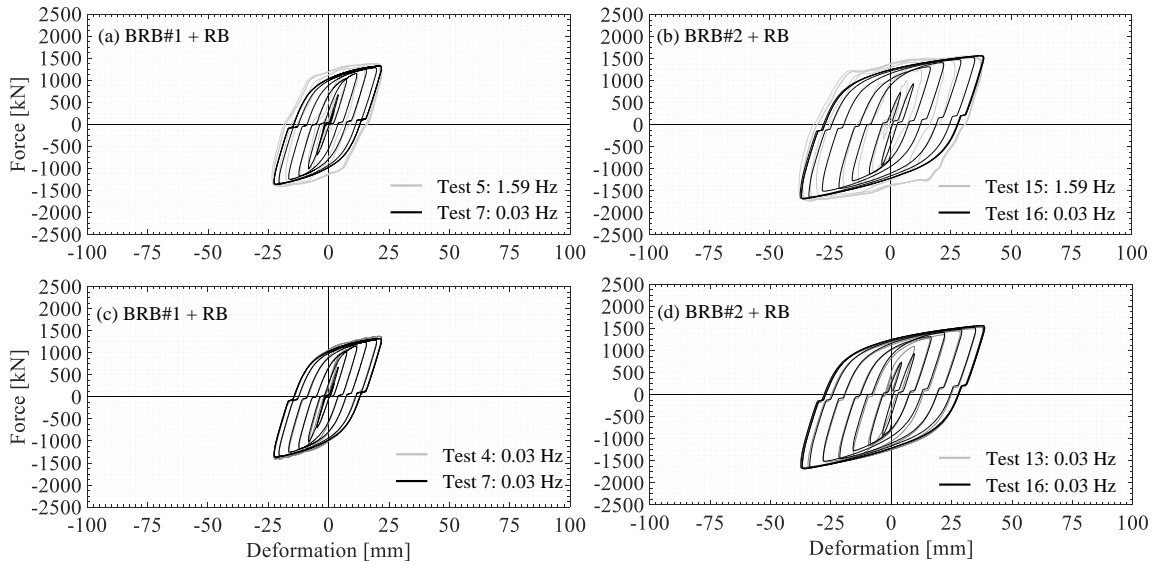 (a) BRB#1 + RB
Force [kN]
2500
2000
1500
1000
500
0
-500
-1000
-1500
-2000
-2500
Test 5: 1.59 Hz
Test 7: 0.03 Hz
-100 -75 -50 -25 0 25 50 75 100
(b) BRB#2 + RB
2500
2000
1500
1000
500
0
-500
-1000
-1500
-2000
-2500
Test 15: 1.59 Hz
Test 16: 0.03 Hz
-100 -75 -50 -25 0 25 50 75 100
(c) BRB#1 + RB
Force [kN]
2500
2000
1500
1000
500
0
-500
-1000
-1500
-2000
-2500
Test 4: 0.03 Hz
Test 7: 0.03 Hz
-100 -75 -50 -25 0 25 50 75 100
Deformation [mm]
(d) BRB#2 + RB
2500
2000
1500
1000
500
0
-500
-1000
-1500
-2000
-2500
Test 13: 0.03 Hz
Test 16: 0.03 Hz
-100 -75 -50 -25 0 25 50 75 100
Deformation [mm]